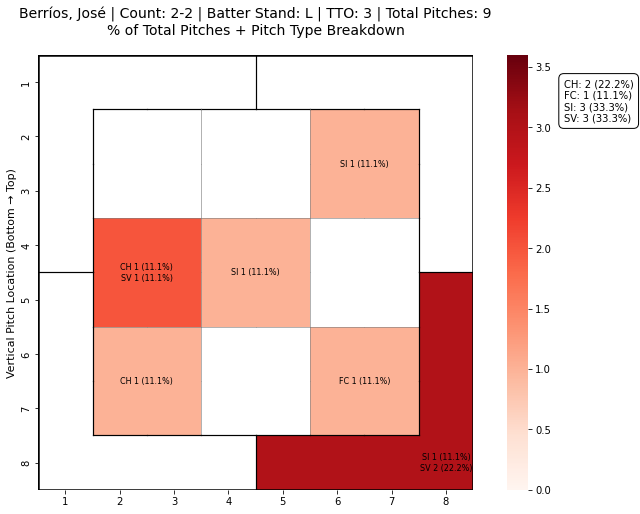 Berríos, José | Count: 2-2 | Batter Stand: L | TTO: 3 | Total Pitches: 9
% of Total Pitches + Pitch Type Breakdown
CH: 2 (22.2%)
FC: 1 (11.1%)
SI: 3 (33.3%)
SV: 3 (33.3%)
Vertical Pitch Location (Bottom → Top)
1
2
3
4
5
6
7
8
SI 1 (11.1%)
CH 1 (11.1%)
SV 1 (11.1%)
SI 1 (11.1%)
CH 1 (11.1%)
FC 1 (11.1%)
SI 1 (11.1%)
SV 2 (22.2%)
1 2 3 4 5 6 7 8
3.5
3.0
2.5
2.0
1.5
1.0
0.5
0.0